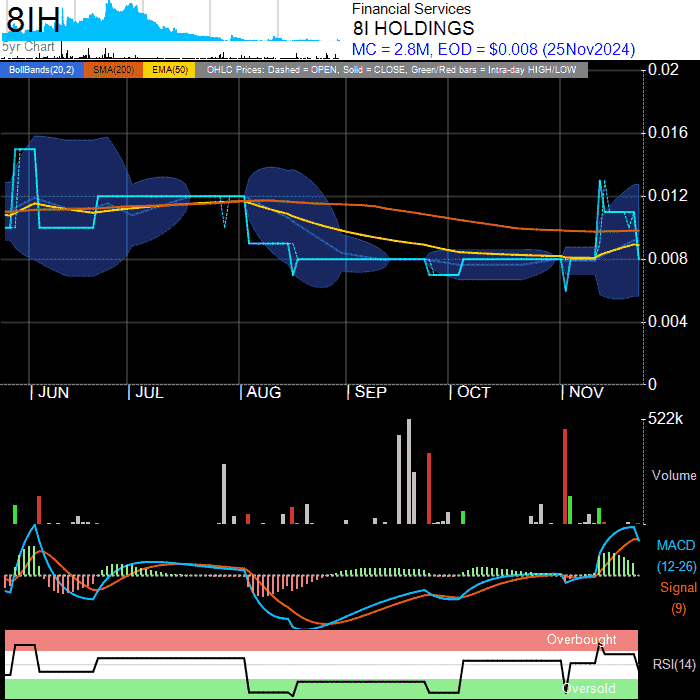 8IH
5yr Chart
Financial Services
8I HOLDINGS
MC = 2.8M, EOD = $0.008 (25Nov2024)
BollBands(20,2) SMA(200) EMA(50) OHLC Prices: Dashed = OPEN, Solid = CLOSE, Green/Red bars = Intra-day HIGH/LOW
0.02
0.016
0.012
0.008
0.004
0
JUN JUL AUG SEP OCT NOV
522k
Volume
MACD
(12-26)
Signal
(9)
Overbought
RSI(14)
Oversold